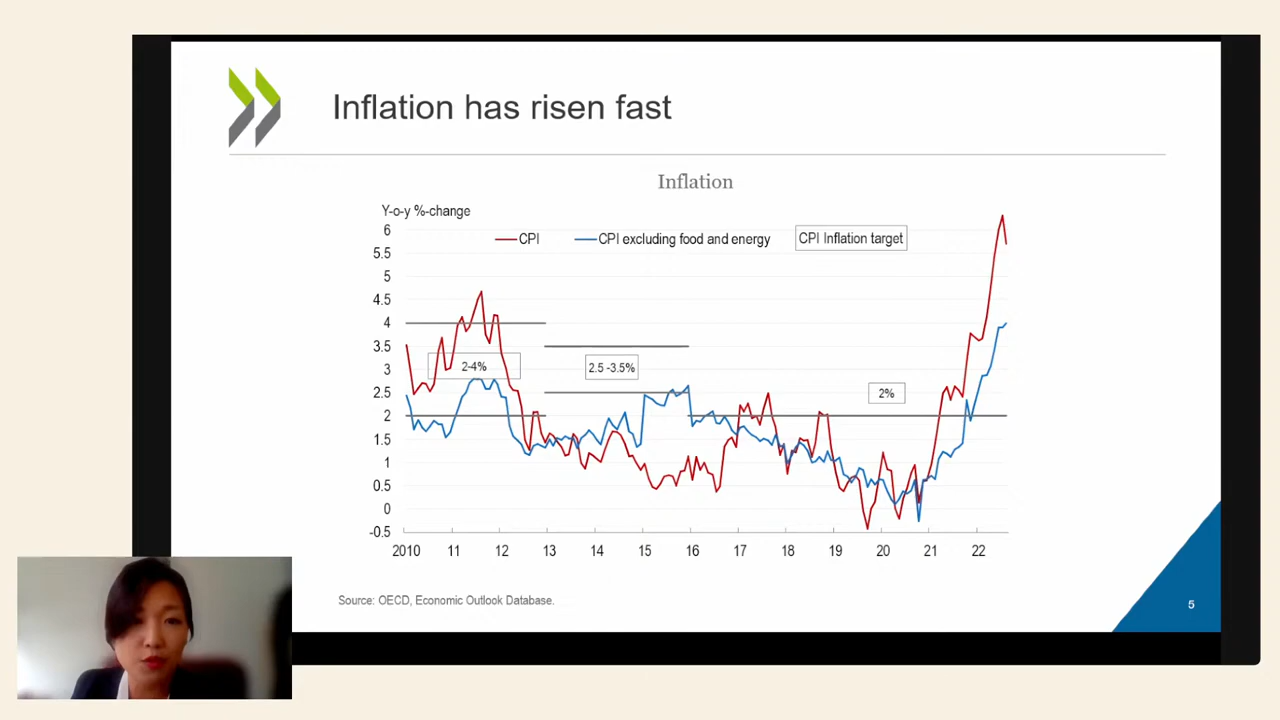 Inflation has risen fast
Inflation
Y-o-y %-change
CPI
CPI excluding food and energy
CPI Inflation target
6
5.5
5
4.5
4
3.5
3
2.5
2
1.5
1
0.5
0
-0.5
2-4%
2.5 -3.5%
2%
2010 11 12 13 14 15 16 17 18 19 20 21 22
Source: OECD, Economic Outlook Database.
5